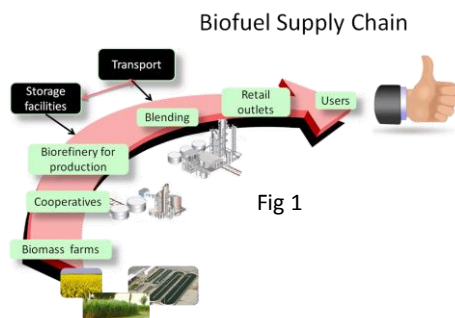 Biofuel Supply Chain
Transport
Storage
facilities
Retail
outlets
Users
Blending
Biorefinery for
production
Cooperatives
Fig 1
Biomass farms